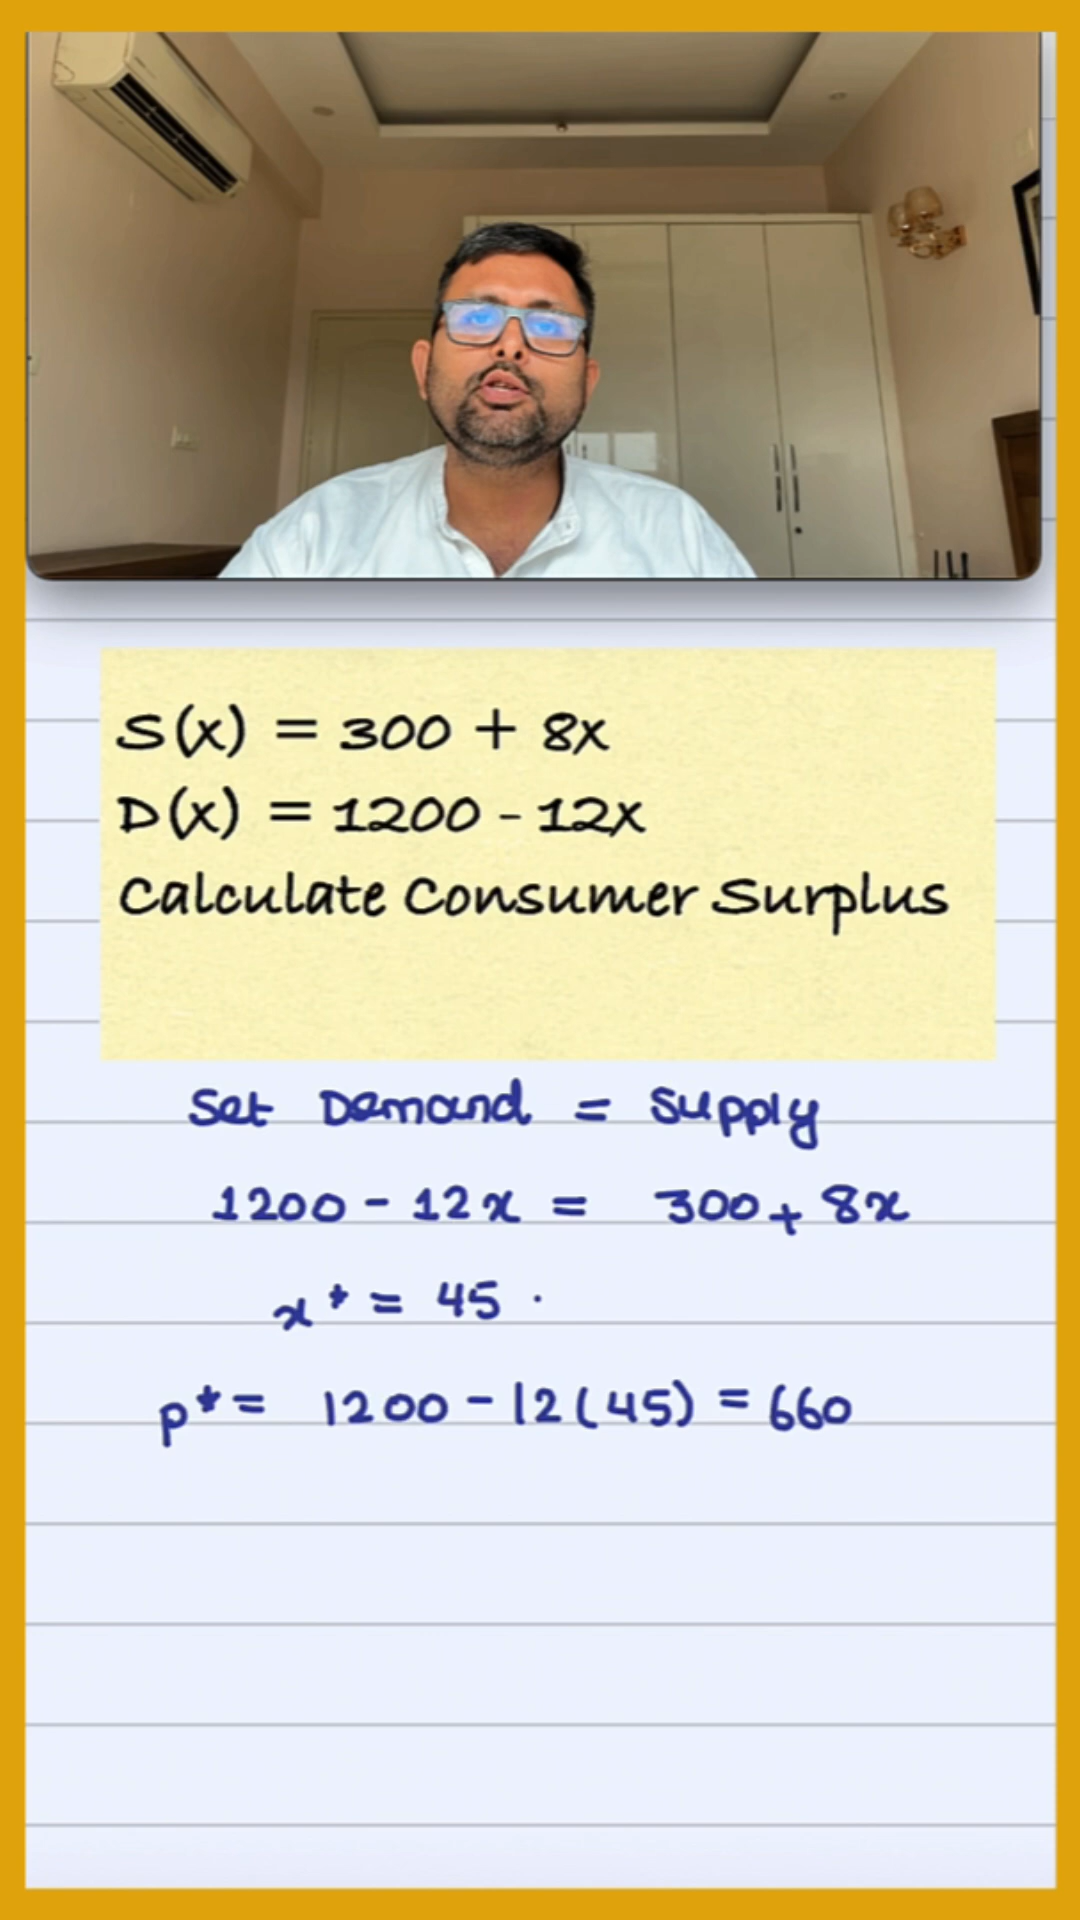 S(x) = 300 + 8x
D(x) = 1200 - 12x
Calculate Consumer Surplus
Set Demand = Supply
1200 - 12x = 300 + 8x
x* = 45 .
p* = 1200 - 12(45) = 660